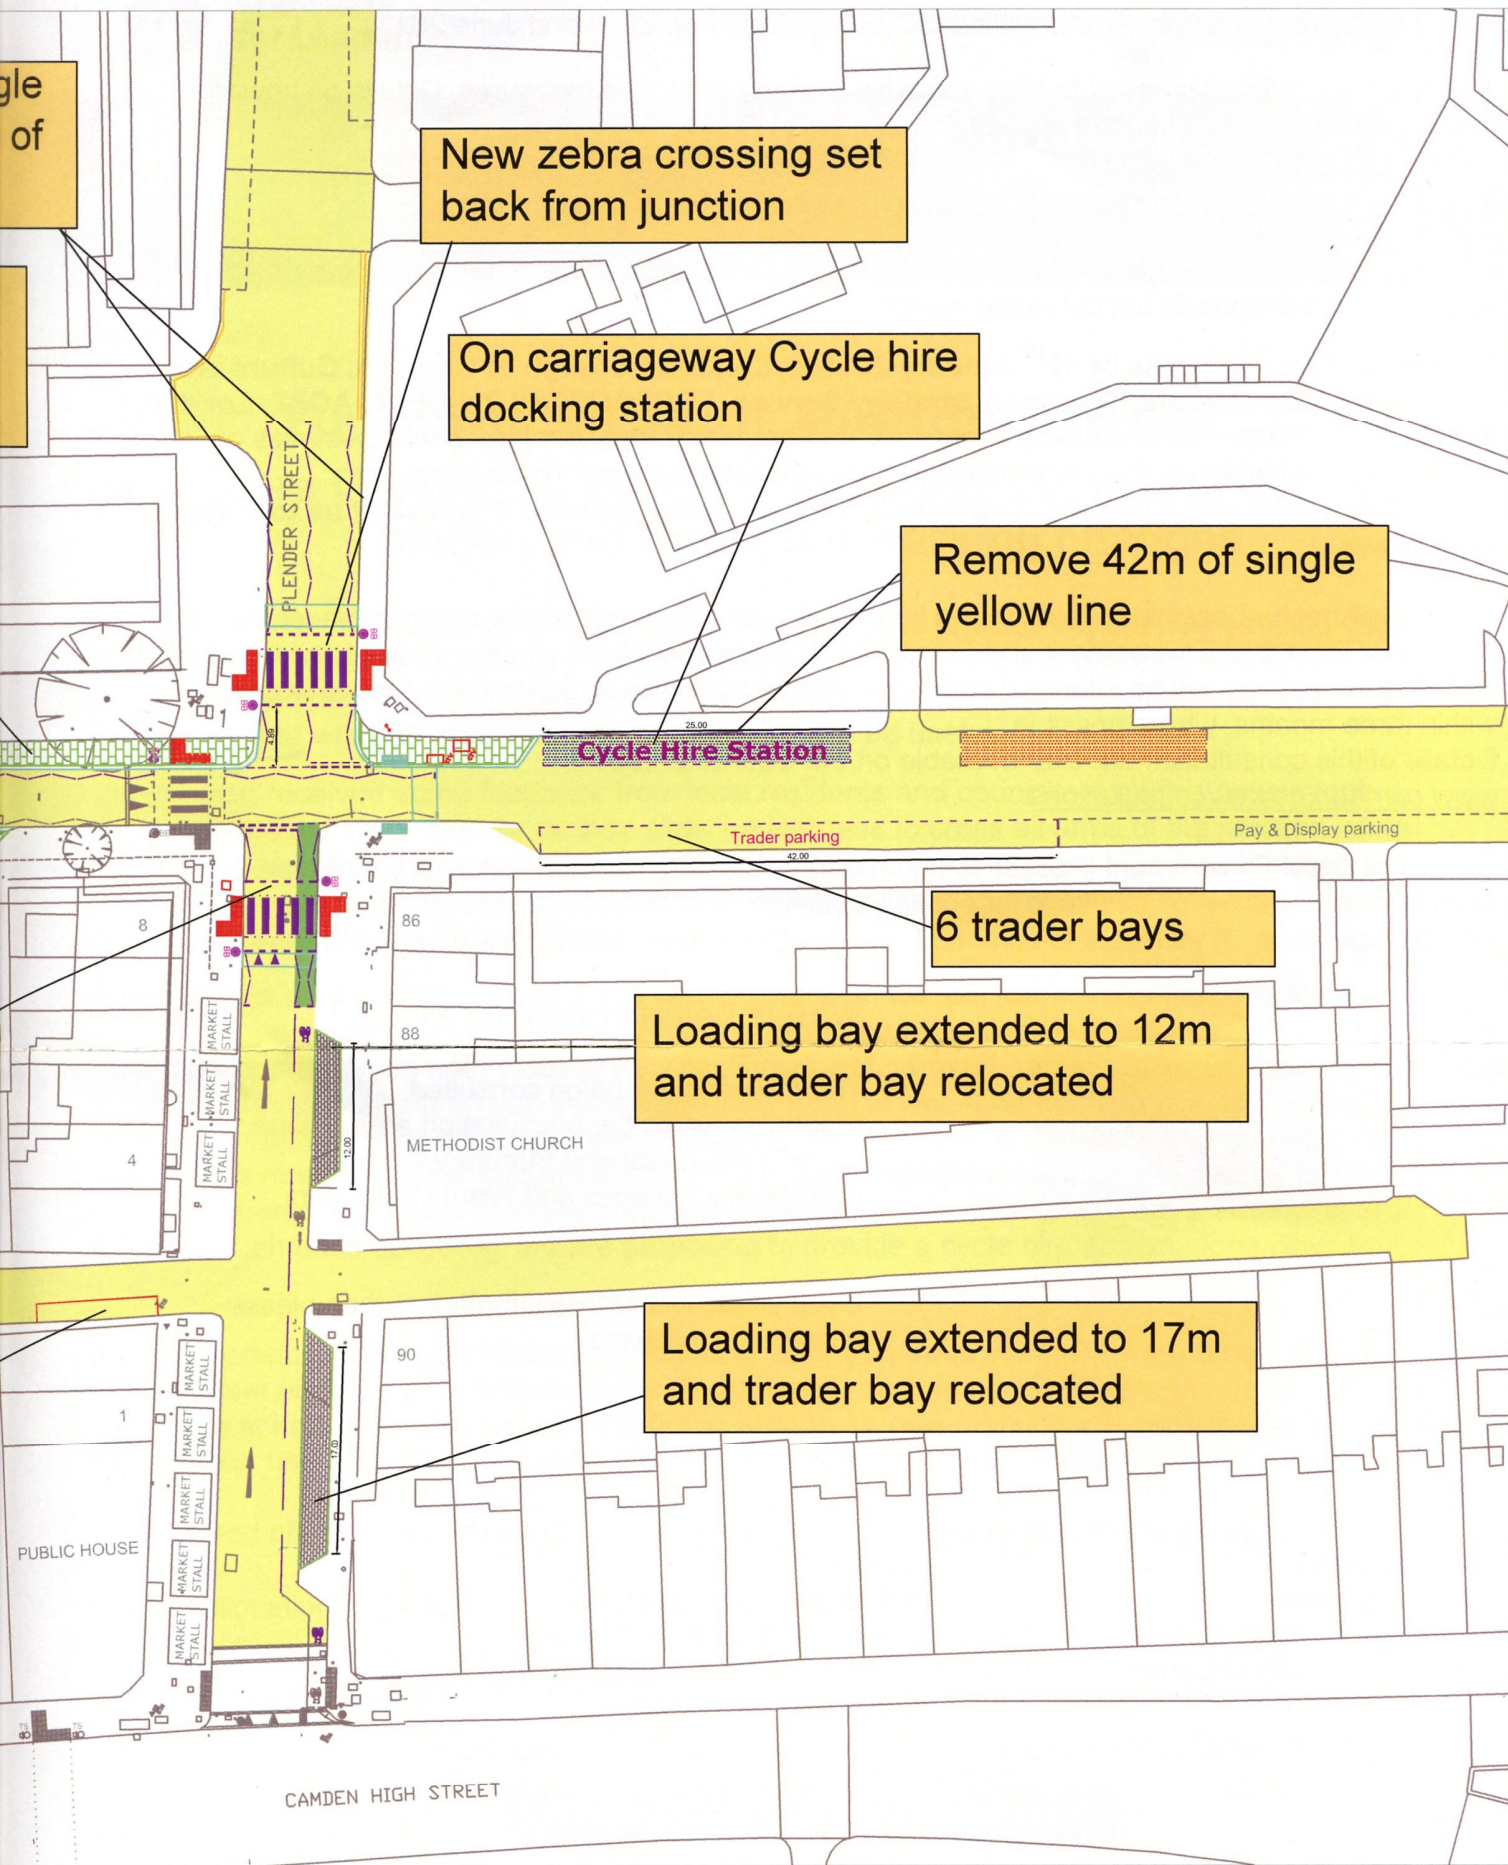 gle
of
New zebra crossing set
back from junction
On carriageway Cycle hire
docking station
PLENDER STREET
Remove 42m of single
yellow line
25.00
Cycle Hire Station
4.89
Trader parking
42.00
Pay & Display parking
6 trader bays
8
86
88
4
Loading bay extended to 12m
and trader bay relocated
MARKET
STALL
MARKET
STALL
MARKET
STALL
12.00
METHODIST CHURCH
Loading bay extended to 17m
and trader bay relocated
90
1
17.00
MARKET
STALL
MARKET
STALL
MARKET
STALL
MARKET
STALL
MARKET
STALL
PUBLIC HOUSE
TS
TS
CAMDEN HIGH STREET